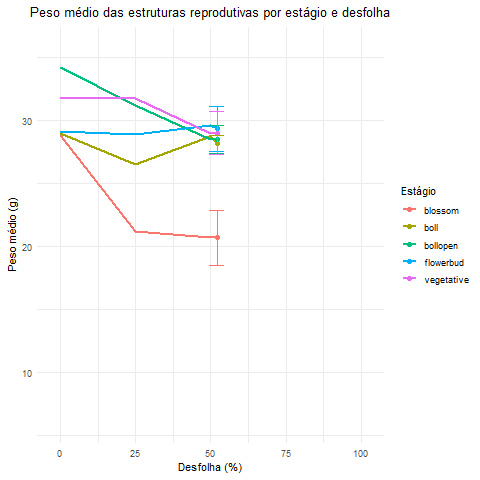 Peso médio das estruturas reprodutivas por estágio e desfolha
Peso médio (g)
30
20
10
0
25
50
75
100
Desfolha (%)
Estágio
blossom
boll
bollopen
flowerbud
vegetative